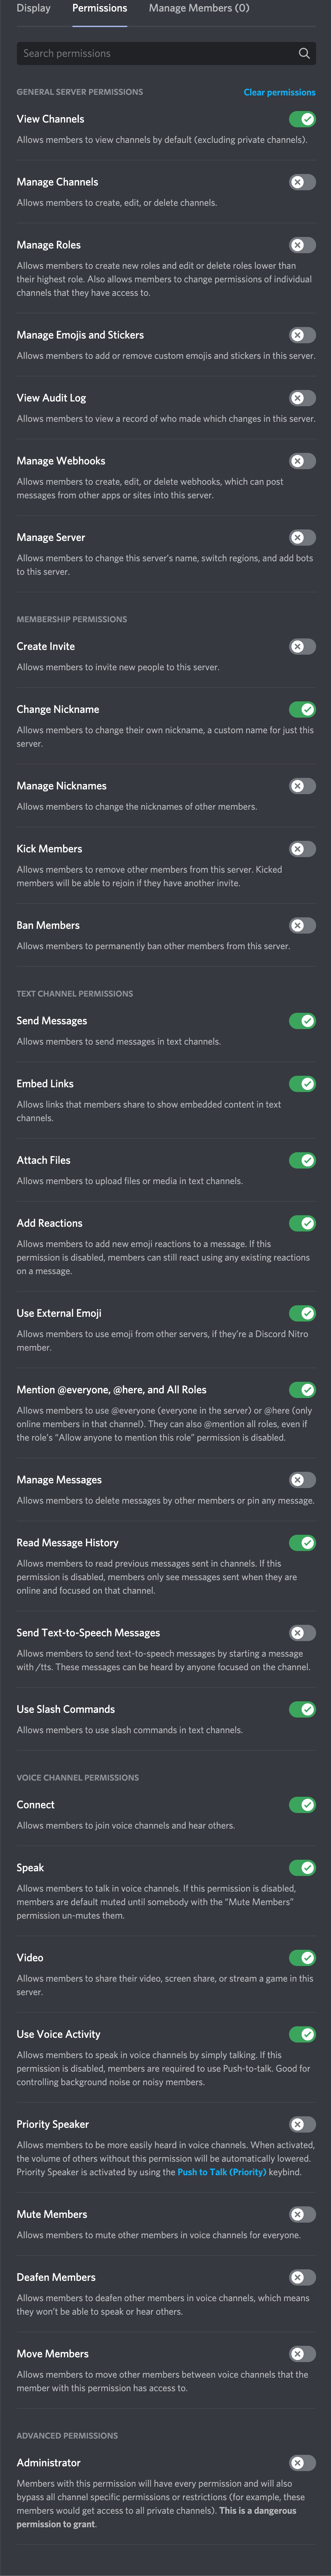 Display Permissions Manage Members (0)
Search permissions
GENERAL SERVER PERMISSIONS Clear permissions
View Channels
Allows members to view channels by default (excluding private channels).
Manage Channels
Allows members to create, edit, or delete channels.
Manage Roles
Allows members to create new roles and edit or delete roles lower than
their highest role. Also allows members to change permissions of individual
channels that they have access to.
Manage Emojis and Stickers
Allows members to add or remove custom emojis and stickers in this server.
View Audit Log
Allows members to view a record of who made which changes in this server.
Manage Webhooks
Allows members to create, edit, or delete webhooks, which can post
messages from other apps or sites into this server.
Manage Server
Allows members to change this server's name, switch regions, and add bots
to this server.
MEMBERSHIP PERMISSIONS
Create Invite
Allows members to invite new people to this server.
Change Nickname
Allows members to change their own nickname, a custom name for just this
server.
Manage Nicknames
Allows members to change the nicknames of other members.
Kick Members
Allows members to remove other members from this server. Kicked
members will be able to rejoin if they have another invite.
Ban Members
Allows members to permanently ban other members from this server.
TEXT CHANNEL PERMISSIONS
Send Messages
Allows members to send messages in text channels.
Embed Links
Allows links that members share to show embedded content in text
channels.
Attach Files
Allows members to upload files or media in text channels.
Add Reactions
Allows members to add new emoji reactions to a message. If this
permission is disabled, members can still react using any existing reactions
on a message.
Use External Emoji
Allows members to use emoji from other servers, if they're a Discord Nitro
member.
Mention @everyone, @here, and All Roles
Allows members to use @everyone (everyone in the server) or @here (only
online members in that channel). They can also @mention all roles, even if
the role's "Allow anyone to mention this role" permission is disabled.
Manage Messages
Allows members to delete messages by other members or pin any message.
Read Message History
Allows members to read previous messages sent in channels. If this
permission is disabled, members only see messages sent when they are
online and focused on that channel.
Send Text-to-Speech Messages
Allows members to send text-to-speech messages by starting a message
with /tts. These messages can be heard by anyone focused on the channel.
Use Slash Commands
Allows members to use slash commands in text channels.
VOICE CHANNEL PERMISSIONS
Connect
Allows members to join voice channels and hear others.
Speak
Allows members to talk in voice channels. If this permission is disabled,
members are default muted until somebody with the "Mute Members"
permission un-mutes them.
Video
Allows members to share their video, screen share, or stream a game in this
server.
Use Voice Activity
Allows members to speak in voice channels by simply talking. If this
permission is disabled, members are required to use Push-to-talk. Good for
controlling background noise or noisy members.
Priority Speaker
Allows members to be more easily heard in voice channels. When activated,
the volume of others without this permission will be automatically lowered.
Priority Speaker is activated by using the Push to Talk (Priority) keybind.
Mute Members
Allows members to mute other members in voice channels for everyone.
Deafen Members
Allows members to deafen other members in voice channels, which means
they won't be able to speak or hear others.
Move Members
Allows members to move other members between voice channels that the
member with this permission has access to.
ADVANCED PERMISSIONS
Administrator
Members with this permission will have every permission and will also
bypass all channel specific permissions or restrictions (for example, these
members would get access to all private channels). This is a dangerous
permission to grant.